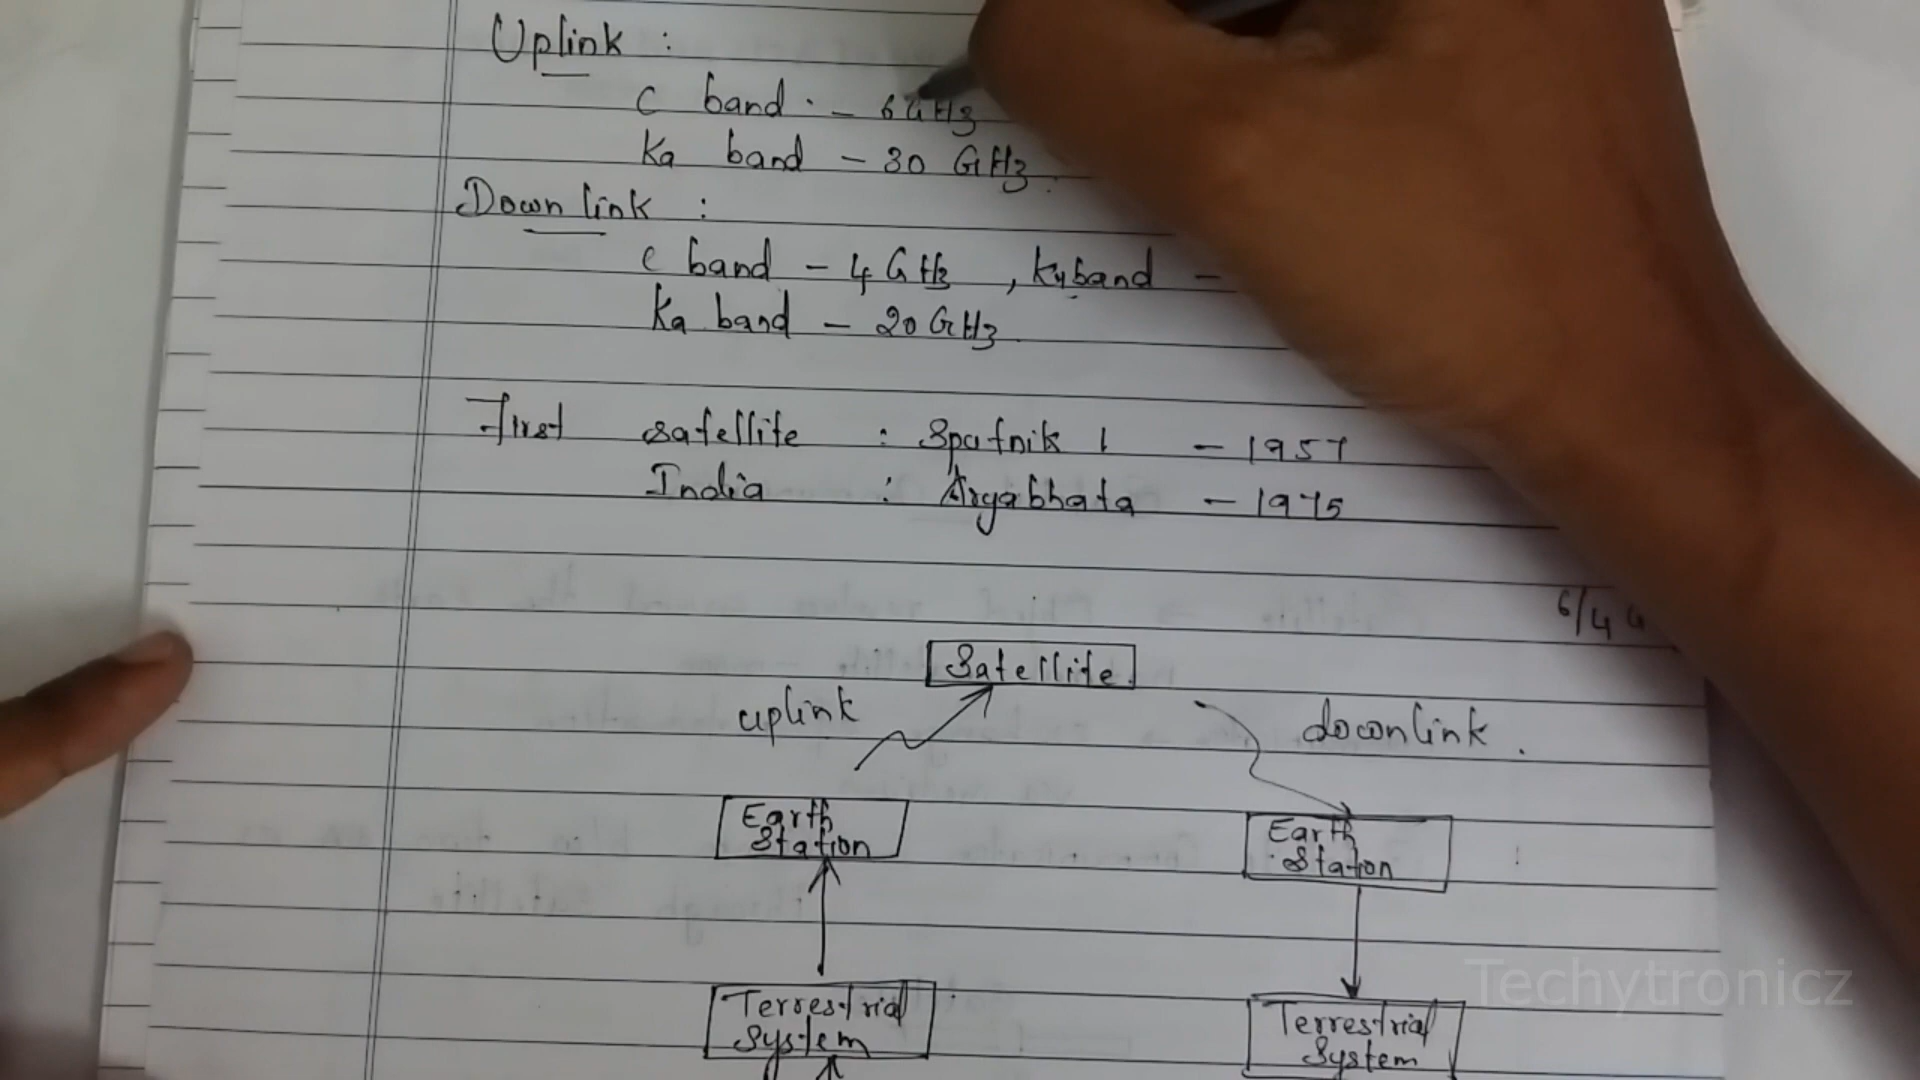 Uplink :
C band - 6 GHz
Ka band - 30 GHz.
Down link :
C band - 4 GHz , Ku band -
Ka band - 20 GHz.
First satellite : Sputnik 1 - 1957
India : Aryabhata - 1975
6/4 G
Satellite
uplink
downlink.
Earth Station
Earth Staton
Terrestrial System
Terrestrial System
Techytronicz